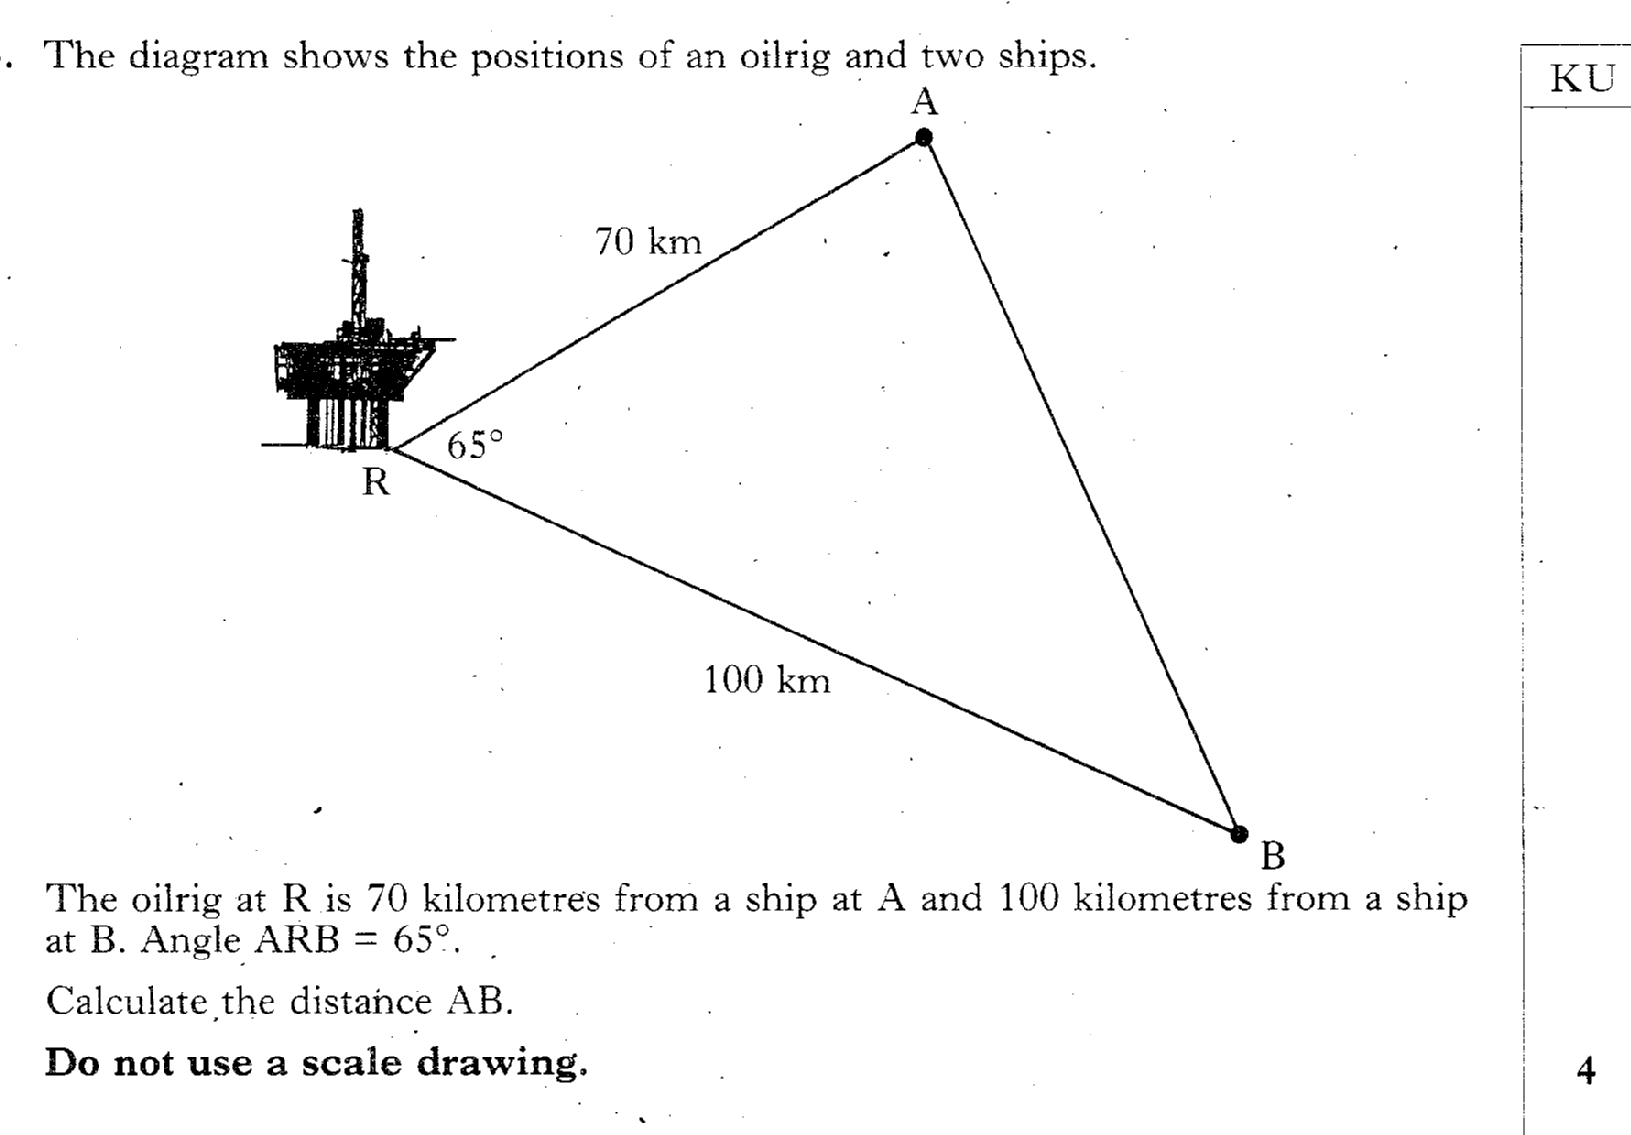 . The diagram shows the positions of an oilrig and two ships.
KU
A
70 km
65°
R
100 km
B
The oilrig at R is 70 kilometres from a ship at A and 100 kilometres from a ship
at B. Angle ARB = 65°.
Calculate the distance AB.
Do not use a scale drawing.
4